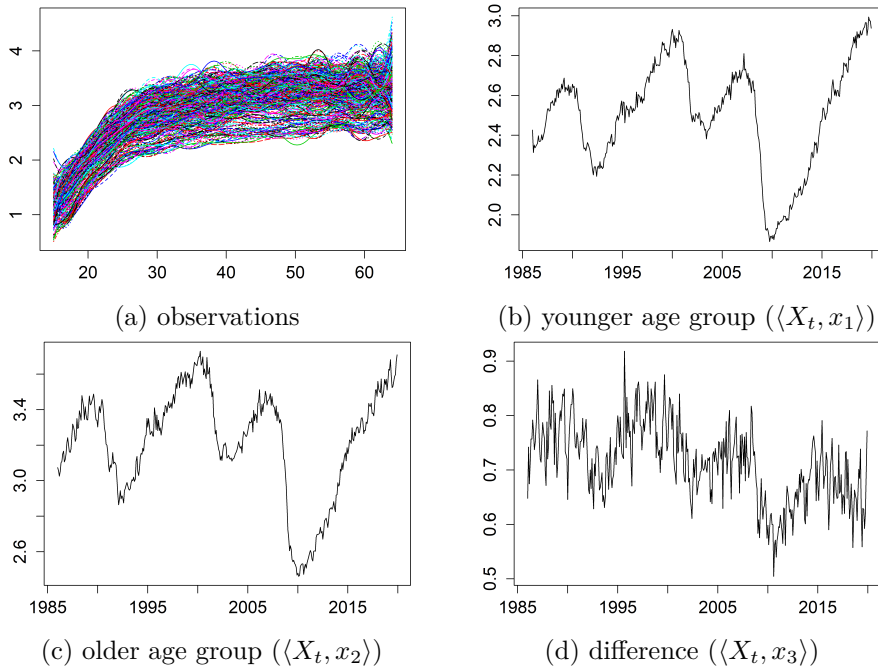 4
3
2
1
20 30 40 50 60
(a) observations
3.0
2.8
2.6
2.4
2.2
2.0
1985 1995 2005 2015
(b) younger age group (⟨X_t, x_1⟩)
3.4
3.0
2.6
1985 1995 2005 2015
(c) older age group (⟨X_t, x_2⟩)
0.9
0.8
0.7
0.6
0.5
1985 1995 2005 2015
(d) difference (⟨X_t, x_3⟩)